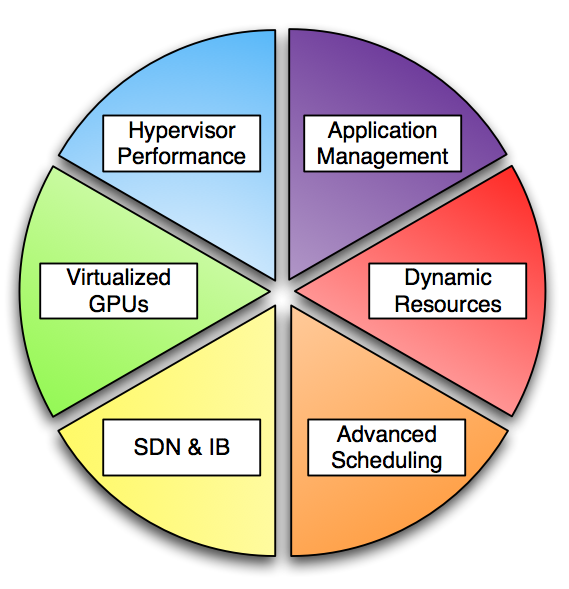 Hypervisor
Performance
Application
Management
Virtualized
GPUs
Dynamic
Resources
SDN & IB
Advanced
Scheduling